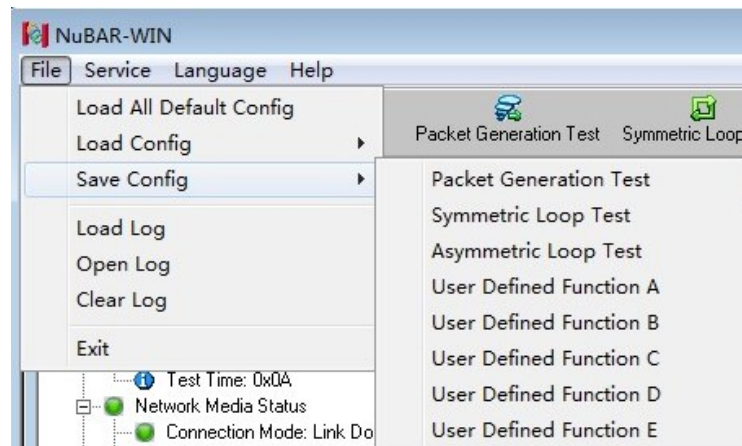 NuBAR-WIN
File Service Language Help
Load All Default Config
Load Config
Save Config
Load Log
Open Log
Clear Log
Exit
Packet Generation Test Symmetric Loop
Packet Generation Test
Symmetric Loop Test
Asymmetric Loop Test
User Defined Function A
User Defined Function B
User Defined Function C
User Defined Function D
User Defined Function E
Test Time: 0x0A
Network Media Status
Connection Mode: Link Do